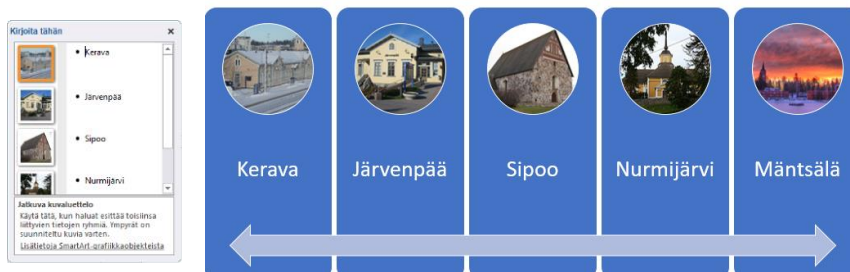 Kirjoita tähän
Kerava
Järvenpää
Sipoo
Nurmijärvi
Jatkuva kuvaluettelo
Käytä tätä, kun haluat esittää toisiinsa
liittyvien tietojen ryhmiä. Ympyrät on
suunniteltu kuvia varten.
Lisätietoja SmartArt-grafiikkaobjekteista
Kerava
Järvenpää
Sipoo
Nurmijärvi
Mäntsälä